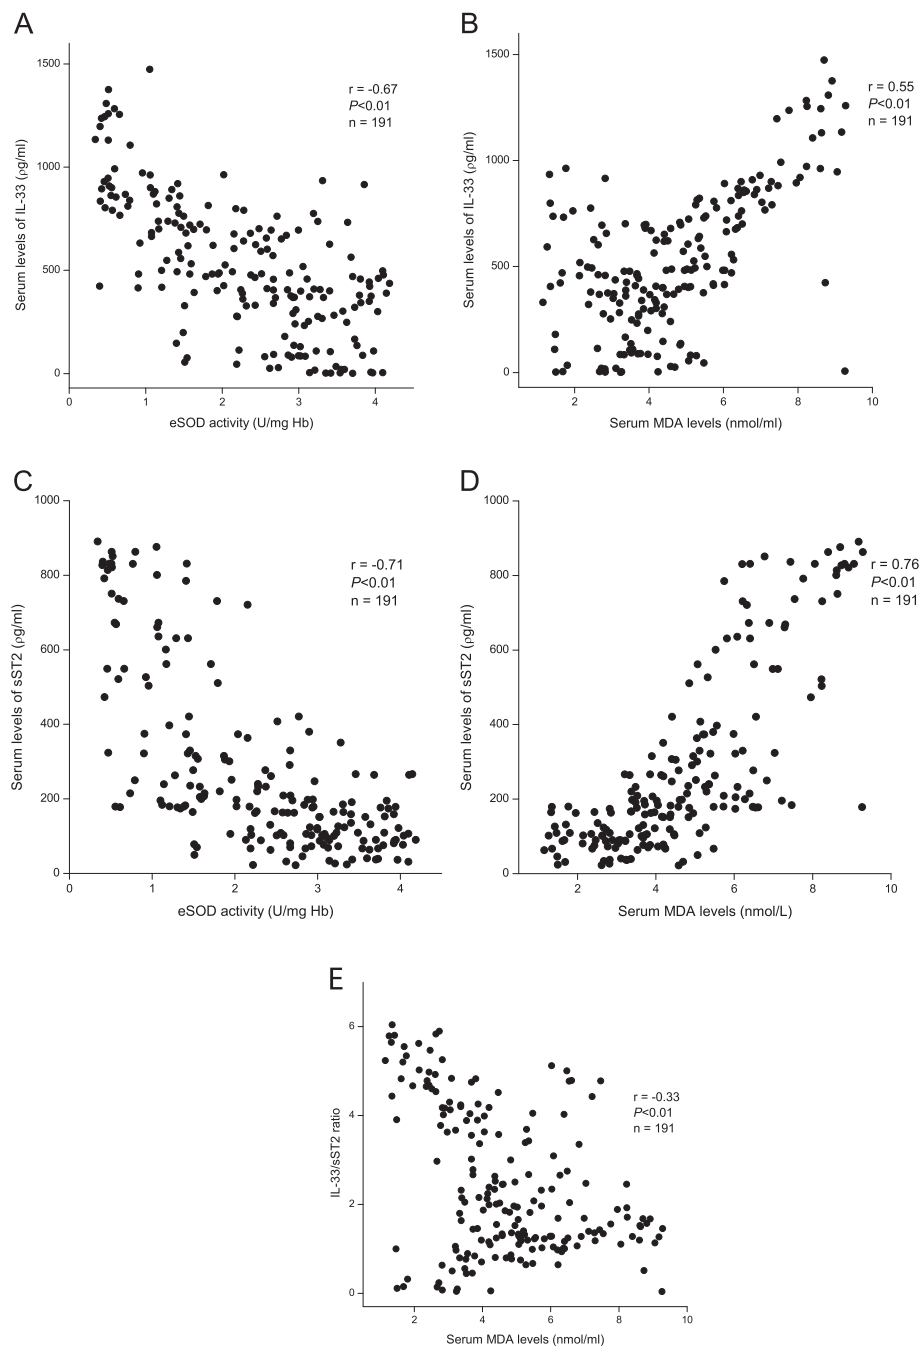 A
Serum levels of IL-33 (ρg/ml)
1500
1000
500
0
r = -0.67
P<0.01
n = 191
0 1 2 3 4
eSOD activity (U/mg Hb)
B
Serum levels of IL-33 (ρg/ml)
1500
1000
500
0
r = 0.55
P<0.01
n = 191
2 4 6 8 10
Serum MDA levels (nmol/ml)
C
Serum levels of sST2 (ρg/ml)
1000
800
600
400
200
0
r = -0.71
P<0.01
n = 191
0 1 2 3 4
eSOD activity (U/mg Hb)
D
Serum levels of sST2 (ρg/ml)
1000
800
600
400
200
0
r = 0.76
P<0.01
n = 191
2 4 6 8 10
Serum MDA levels (nmol/L)
E
IL-33/sST2 ratio
6
4
2
0
r = -0.33
P<0.01
n = 191
2 4 6 8 10
Serum MDA levels (nmol/ml)